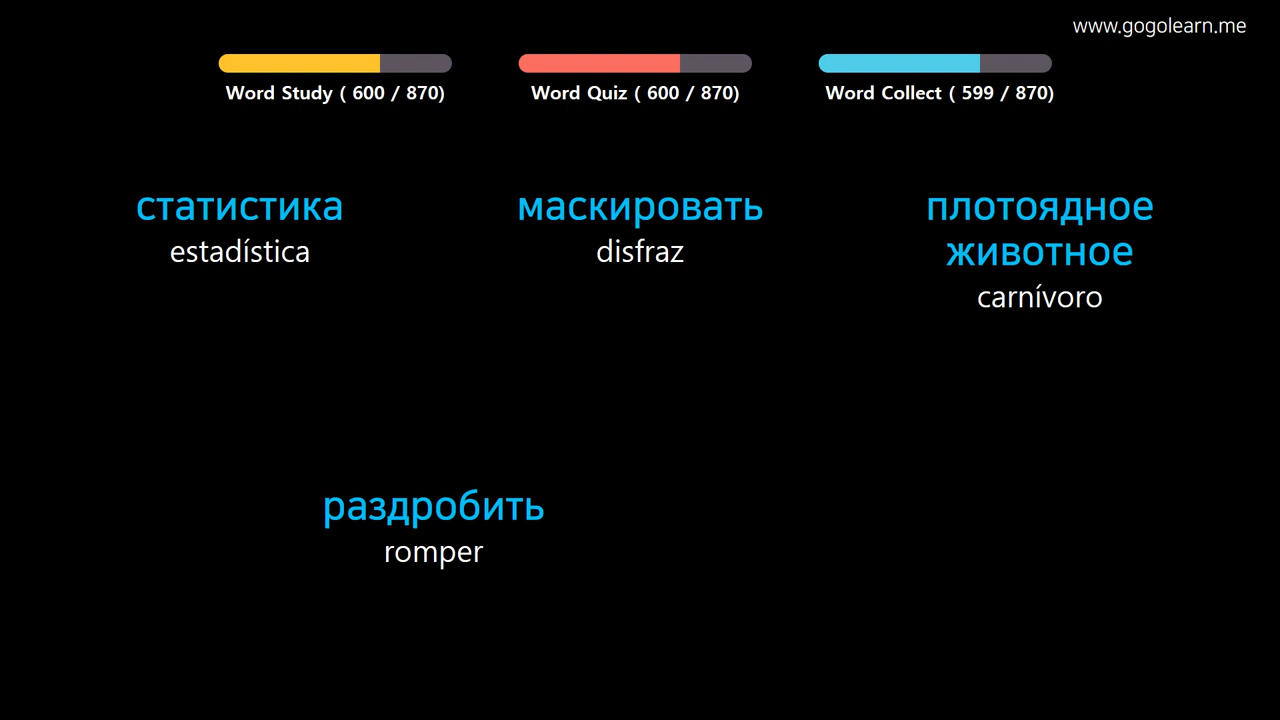 www.gogolearn.me
Word Study ( 600 / 870)
Word Quiz ( 600 / 870)
Word Collect ( 599 / 870)
статистика
estadística
маскировать
disfraz
плотоядное
животное
carnívoro
раздробить
romper